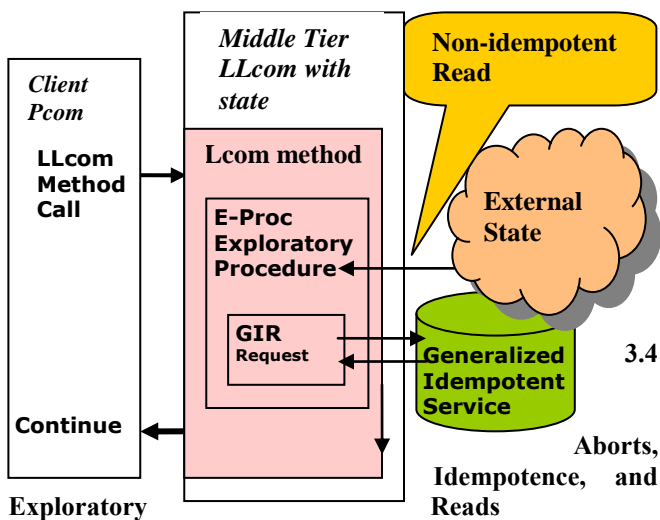 Client
Pcom
LLcom
Method
Call
Continue
Middle Tier
LLcom with
state
Lcom method
E-Proc
Exploratory
Procedure
GIR
Request
Non-idempotent
Read
External
State
Generalized
Idempotent
Service
3.4
Aborts,
Idempotence, and
Exploratory Reads